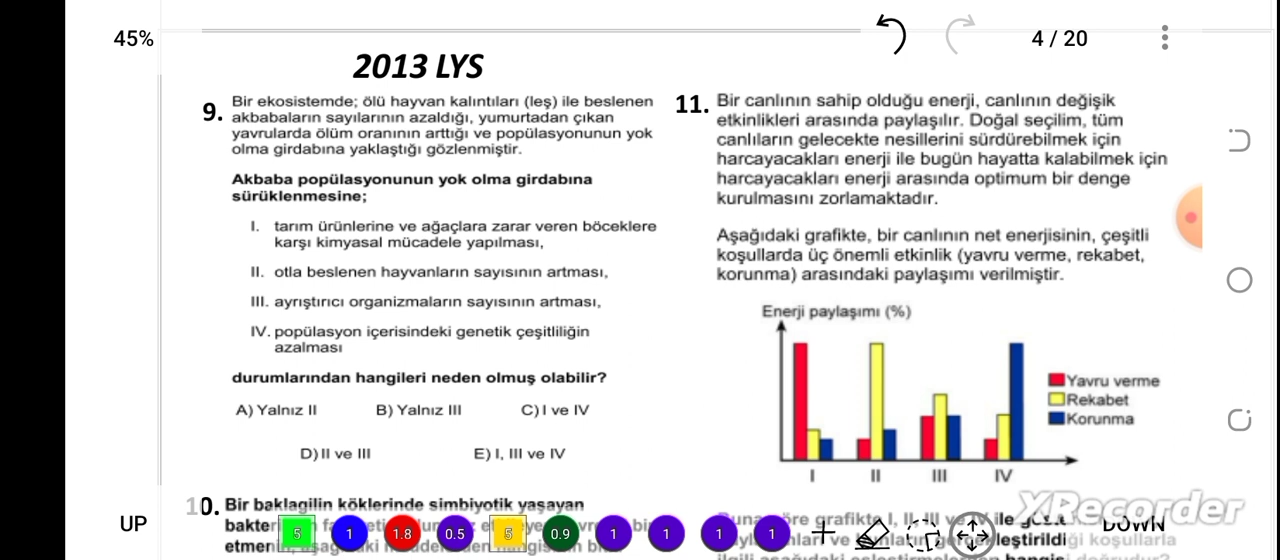 45%
4 / 20
2013 LYS
9. Bir ekosistemde; ölü hayvan kalıntıları (leş) ile beslenen
akbabaların sayılarının azaldığı, yumurtadan çıkan
yavrularda ölüm oranının arttığı ve popülasyonunun yok
olma girdabına yaklaştığı gözlenmiştir.
Akbaba popülasyonunun yok olma girdabına
sürüklenmesine;
I. tarım ürünlerine ve ağaçlara zarar veren böceklere
karşı kimyasal mücadele yapılması,
II. otla beslenen hayvanların sayısının artması,
III. ayrıştırıcı organizmaların sayısının artması,
IV. popülasyon içerisindeki genetik çeşitliliğin
azalması
durumlarından hangileri neden olmuş olabilir?
A) Yalnız II B) Yalnız III C) I ve IV
D) II ve III E) I, III ve IV
10. Bir baklagilin köklerinde simbiyotik yaşayan
11. Bir canlının sahip olduğu enerji, canlının değişik
etkinlikleri arasında paylaşılır. Doğal seçilim, tüm
canlıların gelecekte nesillerini sürdürebilmek için
harcayacakları enerji ile bugün hayatta kalabilmek için
harcayacakları enerji arasında optimum bir denge
kurulmasını zorlamaktadır.
Aşağıdaki grafikte, bir canlının net enerjisinin, çeşitli
koşullarda üç önemli etkinlik (yavru verme, rekabet,
korunma) arasındaki paylaşımı verilmiştir.
Enerji paylaşımı (%)
Yavru verme
Rekabet
Korunma
I II III IV
XRecorder
UP
5 1 1.8 0.5 5 0.9 1 1 1 1
DOWN